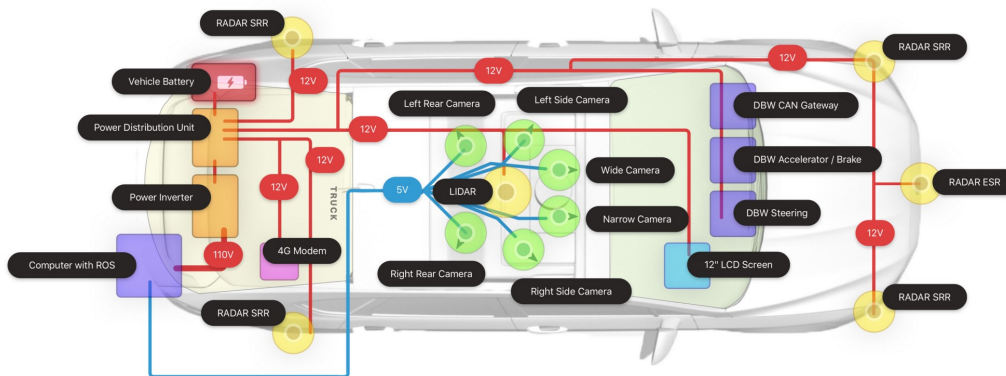 RADAR SRR
RADAR SRR
12V
12V
Vehicle Battery
12V
Left Rear Camera
Left Side Camera
DBW CAN Gateway
Power Distribution Unit
12V
12V
DBW Accelerator / Brake
Wide Camera
12V
5V
LIDAR
RADAR ESR
Power Inverter
TRUCK
Narrow Camera
DBW Steering
12V
110V
4G Modem
Computer with ROS
Right Rear Camera
12" LCD Screen
Right Side Camera
RADAR SRR
RADAR SRR